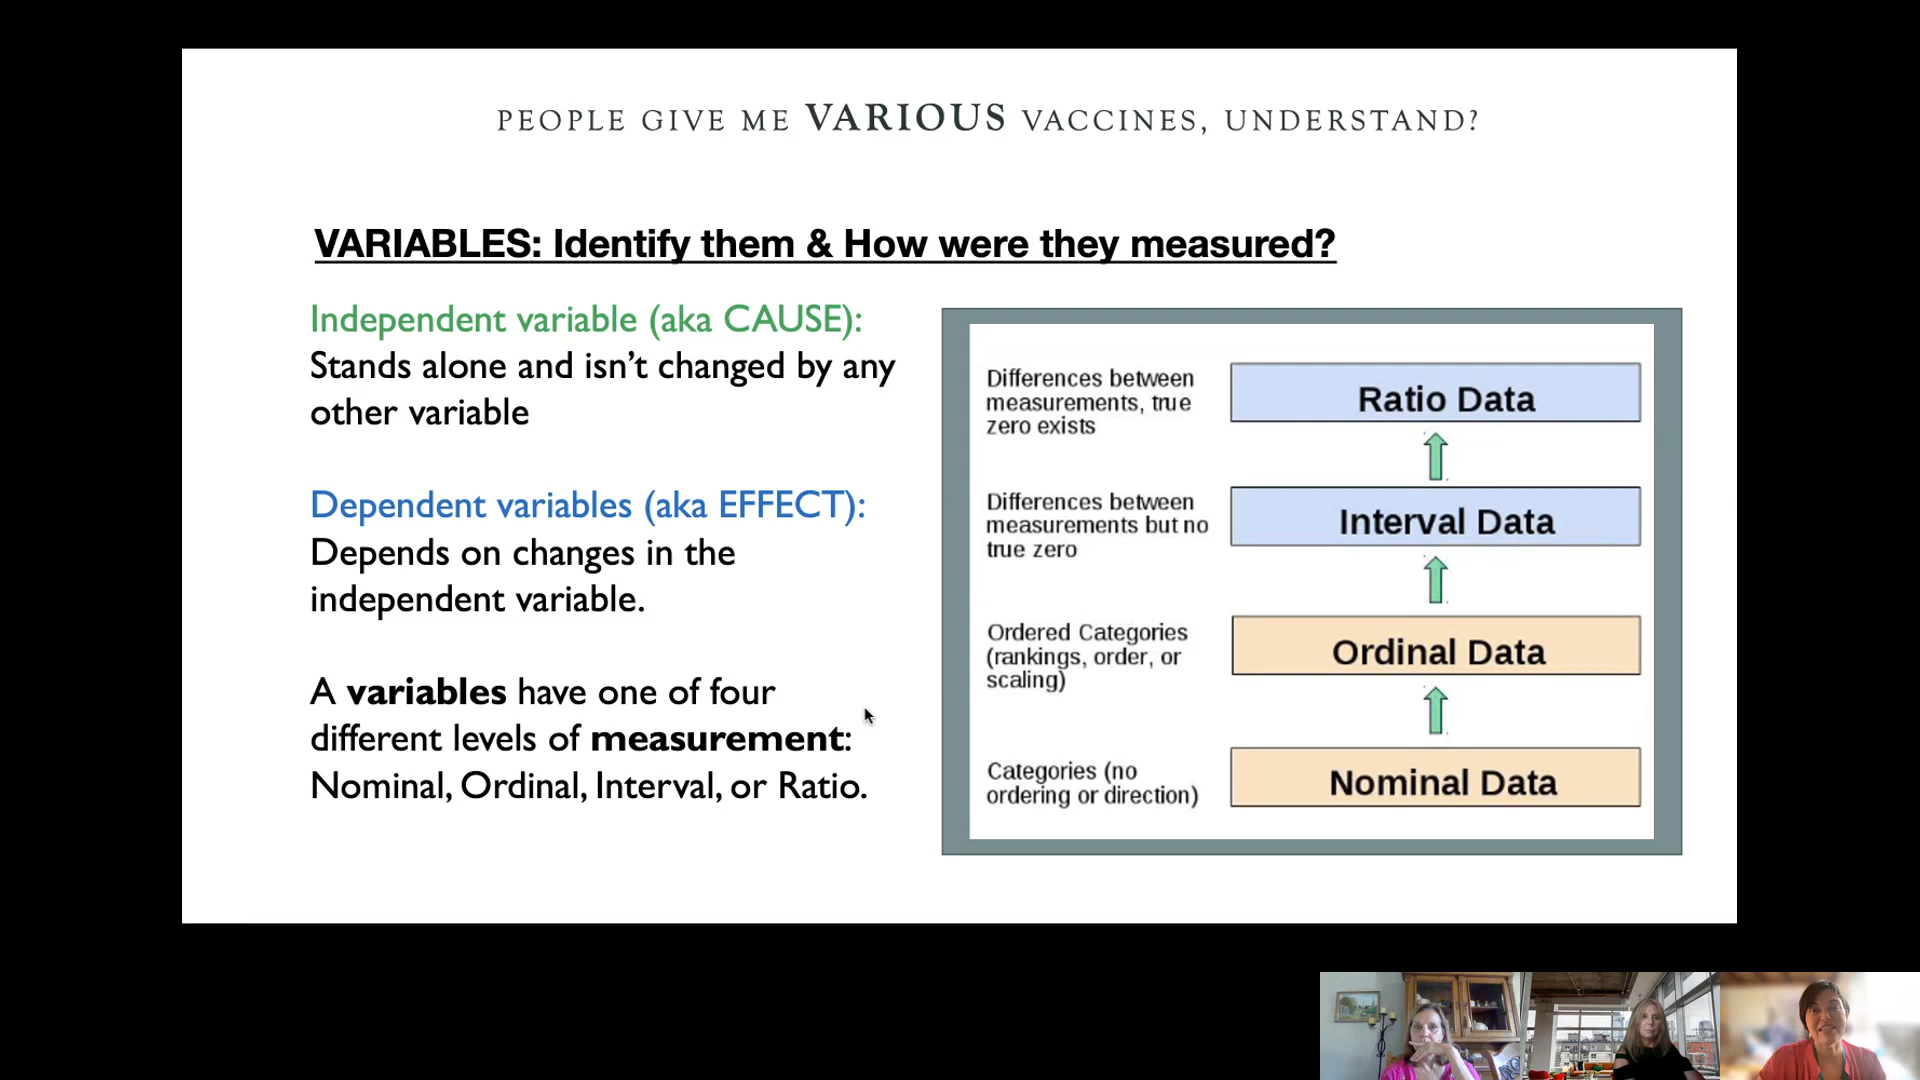 PEOPLE GIVE ME VARIOUS VACCINES, UNDERSTAND?
VARIABLES: Identify them & How were they measured?
Independent variable (aka CAUSE):
Stands alone and isn’t changed by any
other variable
Dependent variables (aka EFFECT):
Depends on changes in the
independent variable.
A variables have one of four
different levels of measurement:
Nominal, Ordinal, Interval, or Ratio.
Differences between
measurements, true
zero exists
Ratio Data
Differences between
measurements but no
true zero
Interval Data
Ordered Categories
(rankings, order, or
scaling)
Ordinal Data
Categories (no
ordering or direction)
Nominal Data